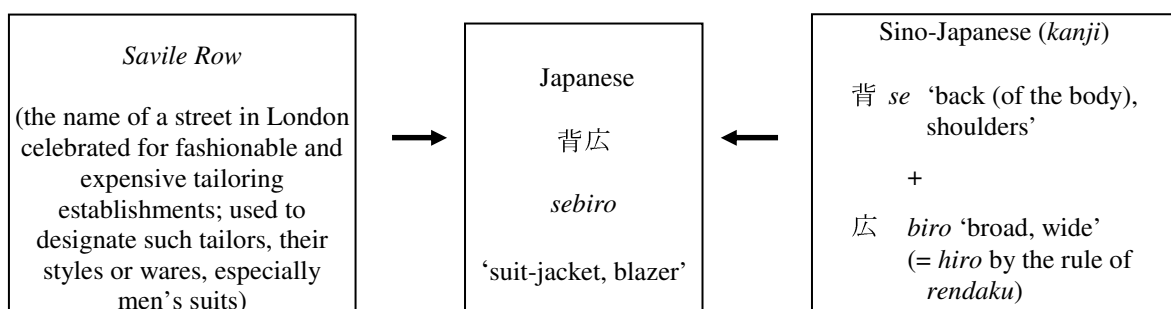 Savile Row
(the name of a street in London
celebrated for fashionable and
expensive tailoring
establishments; used to
designate such tailors, their
styles or wares, especially
men’s suits)
Japanese
背広
sebiro
‘suit-jacket, blazer’
Sino-Japanese (kanji)
背 se ‘back (of the body),
shoulders’
+
広 biro ‘broad, wide’
(= hiro by the rule of
rendaku)